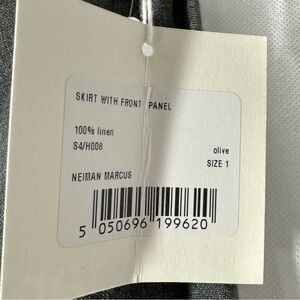 SKIRT WITH FRONT PANEL
100% linen
S4/H008 olive
SIZE 1
NEIMAN MARCUS
5 050696 199620